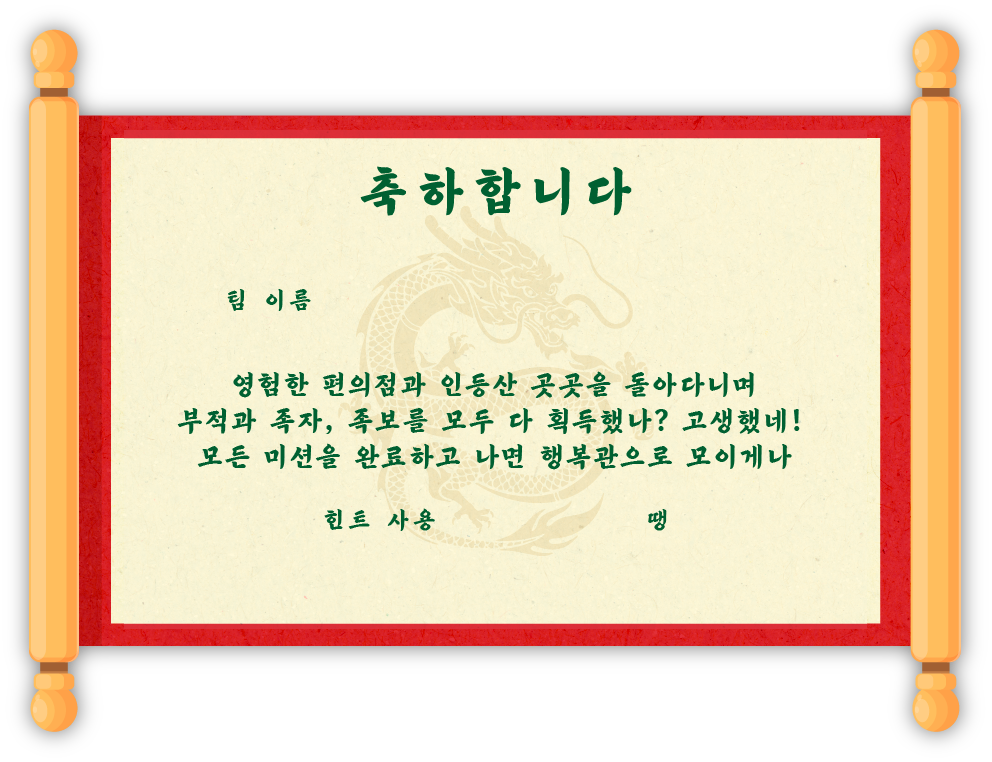 축하합니다
팀 이름
영험한 편의점과 인등산 곳곳을 돌아다니며
부적과 족자, 족보를 모두 다 획득했나? 고생했네!
모든 미션을 완료하고 나면 행복관으로 모이게나
힌트 사용 땡